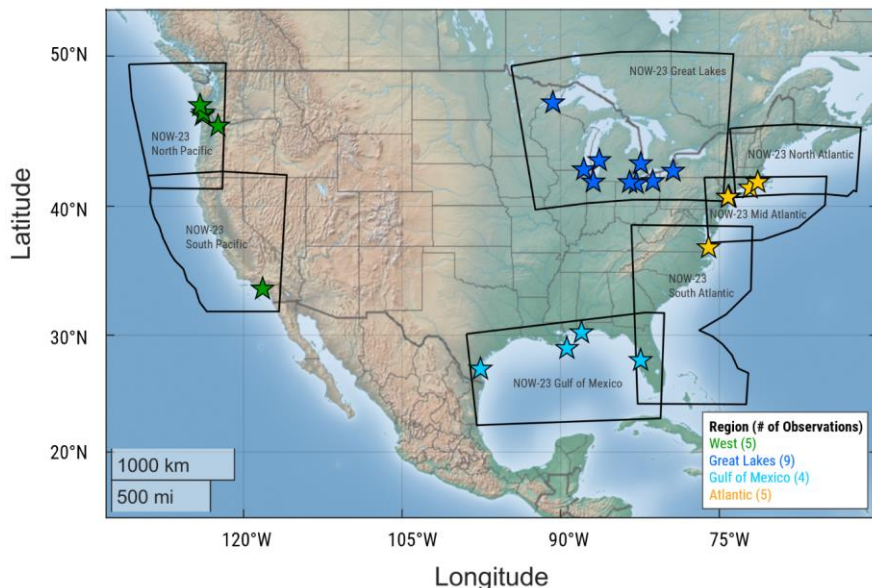 50°N
40°N
30°N
20°N
Latitude
NOW-23 Great Lakes
NOW-23
North Pacific
NOW-23 North Atlantic
NOW-23 Mid Atlantic
NOW-23
South Pacific
NOW-23
South Atlantic
NOW-23 Gulf of Mexico
Region (# of Observations)
West (5)
Great Lakes (9)
Gulf of Mexico (4)
Atlantic (5)
1000 km
500 mi
120°W
105°W
90°W
75°W
Longitude